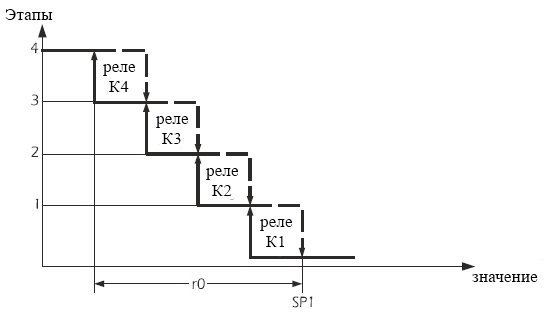 Этапы
4
реле
К4
3
реле
К3
2
реле
К2
1
реле
К1
значение
r0
SP1